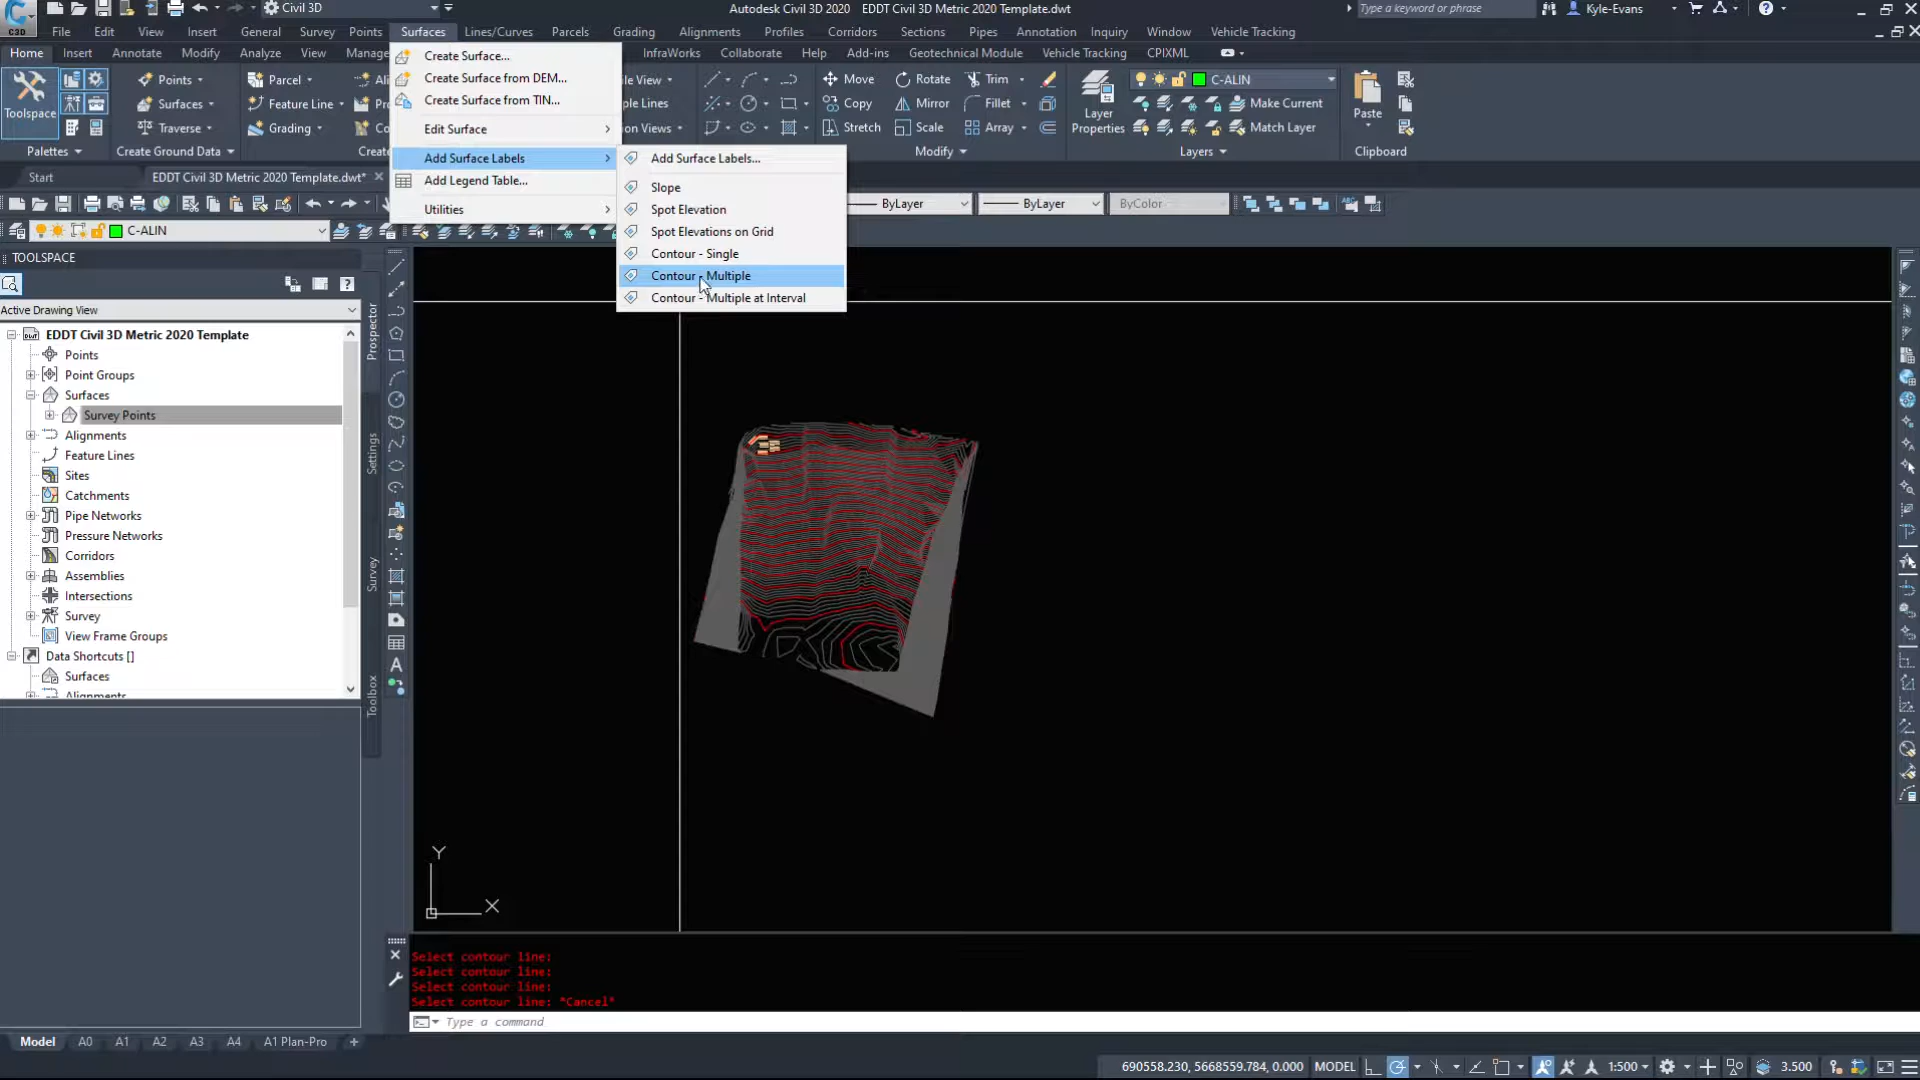 C3D Civil 3D Autodesk Civil 3D 2020 EDDT Civil 3D Metric 2020 Template.dwt Type a keyword or phrase Kyle-Evans
File Edit View Insert General Survey Points Surfaces Lines/Curves Parcels Grading Alignments Profiles Corridors Sections Pipes Annotation Inquiry Window Vehicle Tracking
Home Insert Annotate Modify Analyze View Manage InfraWorks Collaborate Help Add-ins Geotechnical Module Vehicle Tracking CPIXML
Toolspace
Palettes
Points
Surfaces
Traverse
Create Ground Data
Parcel
Feature Line
Grading
Create Surface...
Create Surface from DEM...
Create Surface from TIN...
Edit Surface
Add Surface Labels
Add Legend Table...
Utilities
Add Surface Labels...
Slope
Spot Elevation
Spot Elevations on Grid
Contour - Single
Contour - Multiple
Contour - Multiple at Interval
Move Rotate Trim
Copy Mirror Fillet
Stretch Scale Array
Modify
Layer Properties
C-ALIN
Make Current
Match Layer
Layers
Paste
Clipboard
Start EDDT Civil 3D Metric 2020 Template.dwt*
ByLayer ByLayer ByColor
C-ALIN
TOOLSPACE
Active Drawing View
EDDT Civil 3D Metric 2020 Template
Points
Point Groups
Surfaces
Survey Points
Alignments
Feature Lines
Sites
Catchments
Pipe Networks
Pressure Networks
Corridors
Assemblies
Intersections
Survey
View Frame Groups
Data Shortcuts []
Surfaces
Alignments
Prospector
Settings
Survey
Toolbox
Y
X
Select contour line:
Select contour line:
Select contour line:
Select contour line: *Cancel*
Type a command
Model A0 A1 A2 A3 A4 A1 Plan-Pro
690558.230, 5668559.784, 0.000 MODEL 1:500 3.500